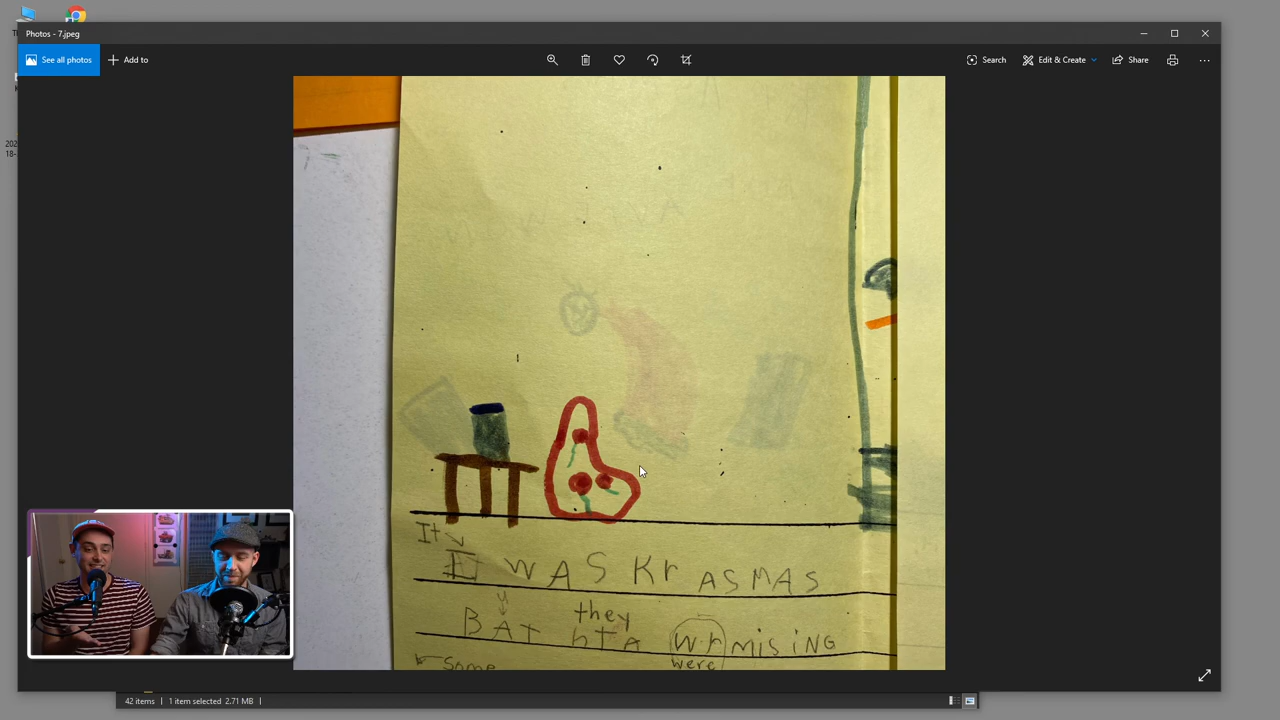 Photos - 7.jpeg
See all photos
Add to
Search
Edit & Create
Share
It
WAS KrASMAS
u
they
BAT
Wr misiNG
Some
were
42 items
1 item selected 2.71 MB